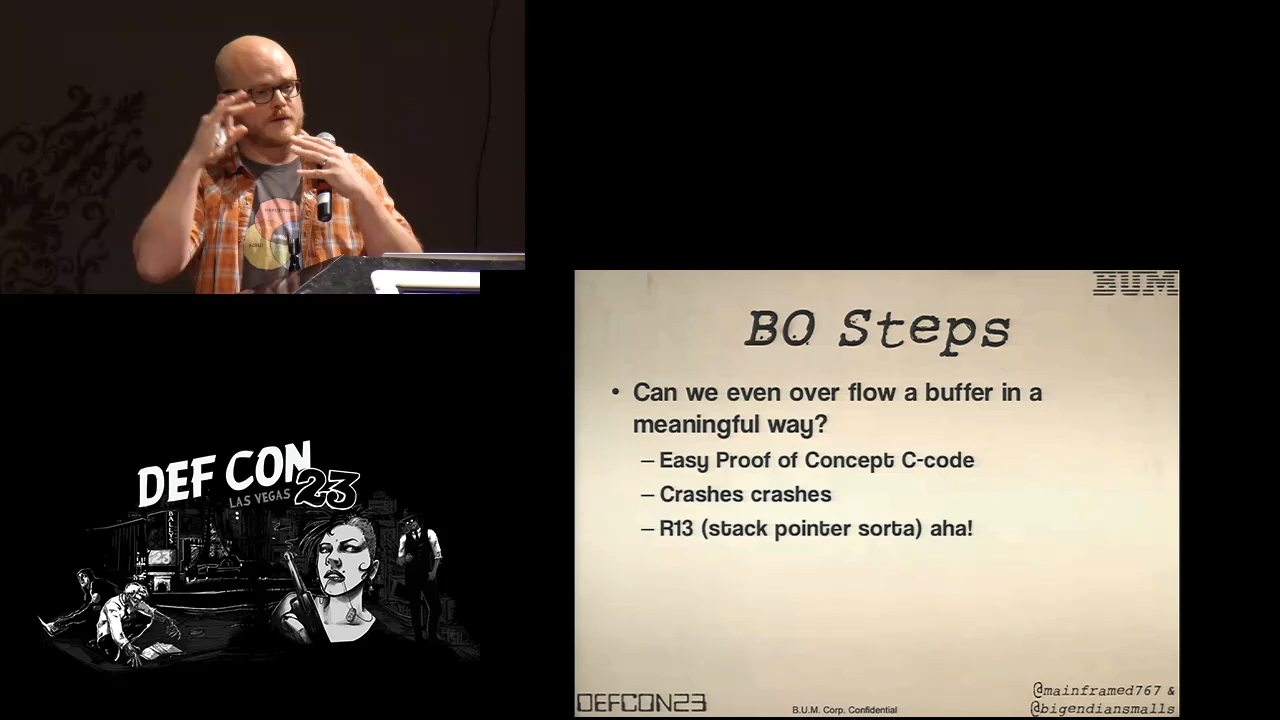 BUM
BO Steps
• Can we even over flow a buffer in a
meaningful way?
– Easy Proof of Concept C-code
– Crashes crashes
– R13 (stack pointer sorta) aha!
DEF CON
LAS VEGAS 23
BALLYS
DEFCON23
B.U.M. Corp. Confidential
@mainframed767 &
@bigendiansmalls